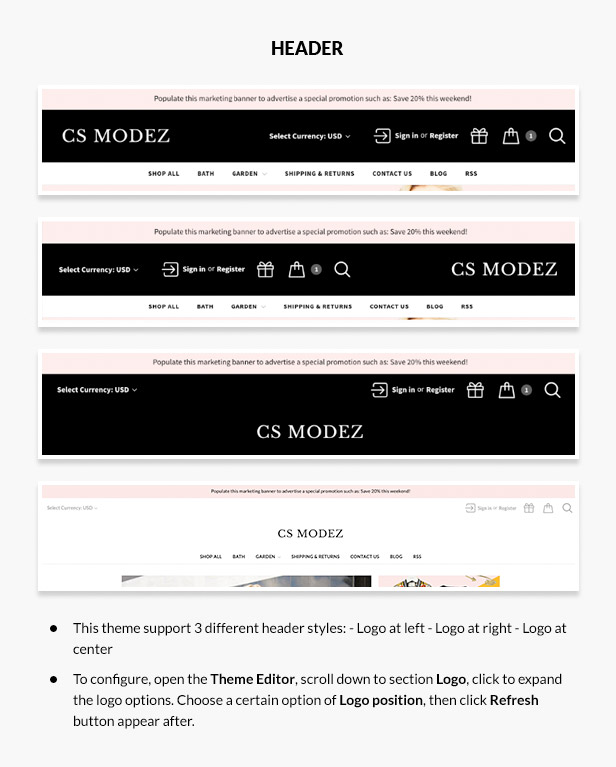 HEADER
Populate this marketing banner to advertise a special promotion such as: Save 20% this weekend!
CS MODEZ Select Currency: USD Sign in or Register 1
SHOP ALL BATH GARDEN SHIPPING & RETURNS CONTACT US BLOG RSS
Populate this marketing banner to advertise a special promotion such as: Save 20% this weekend!
Select Currency: USD Sign in or Register 1 CS MODEZ
SHOP ALL BATH GARDEN SHIPPING & RETURNS CONTACT US BLOG RSS
Populate this marketing banner to advertise a special promotion such as: Save 20% this weekend!
Select Currency: USD Sign in or Register 1
CS MODEZ
Populate this marketing banner to advertise a special promotion such as: Save 20% this weekend!
Select Currency: USD Sign in or Register
CS MODEZ
SHOP ALL BATH GARDEN SHIPPING & RETURNS CONTACT US BLOG RSS
● This theme support 3 different header styles: - Logo at left - Logo at right - Logo at
center
● To configure, open the Theme Editor, scroll down to section Logo, click to expand
the logo options. Choose a certain option of Logo position, then click Refresh
button appear after.